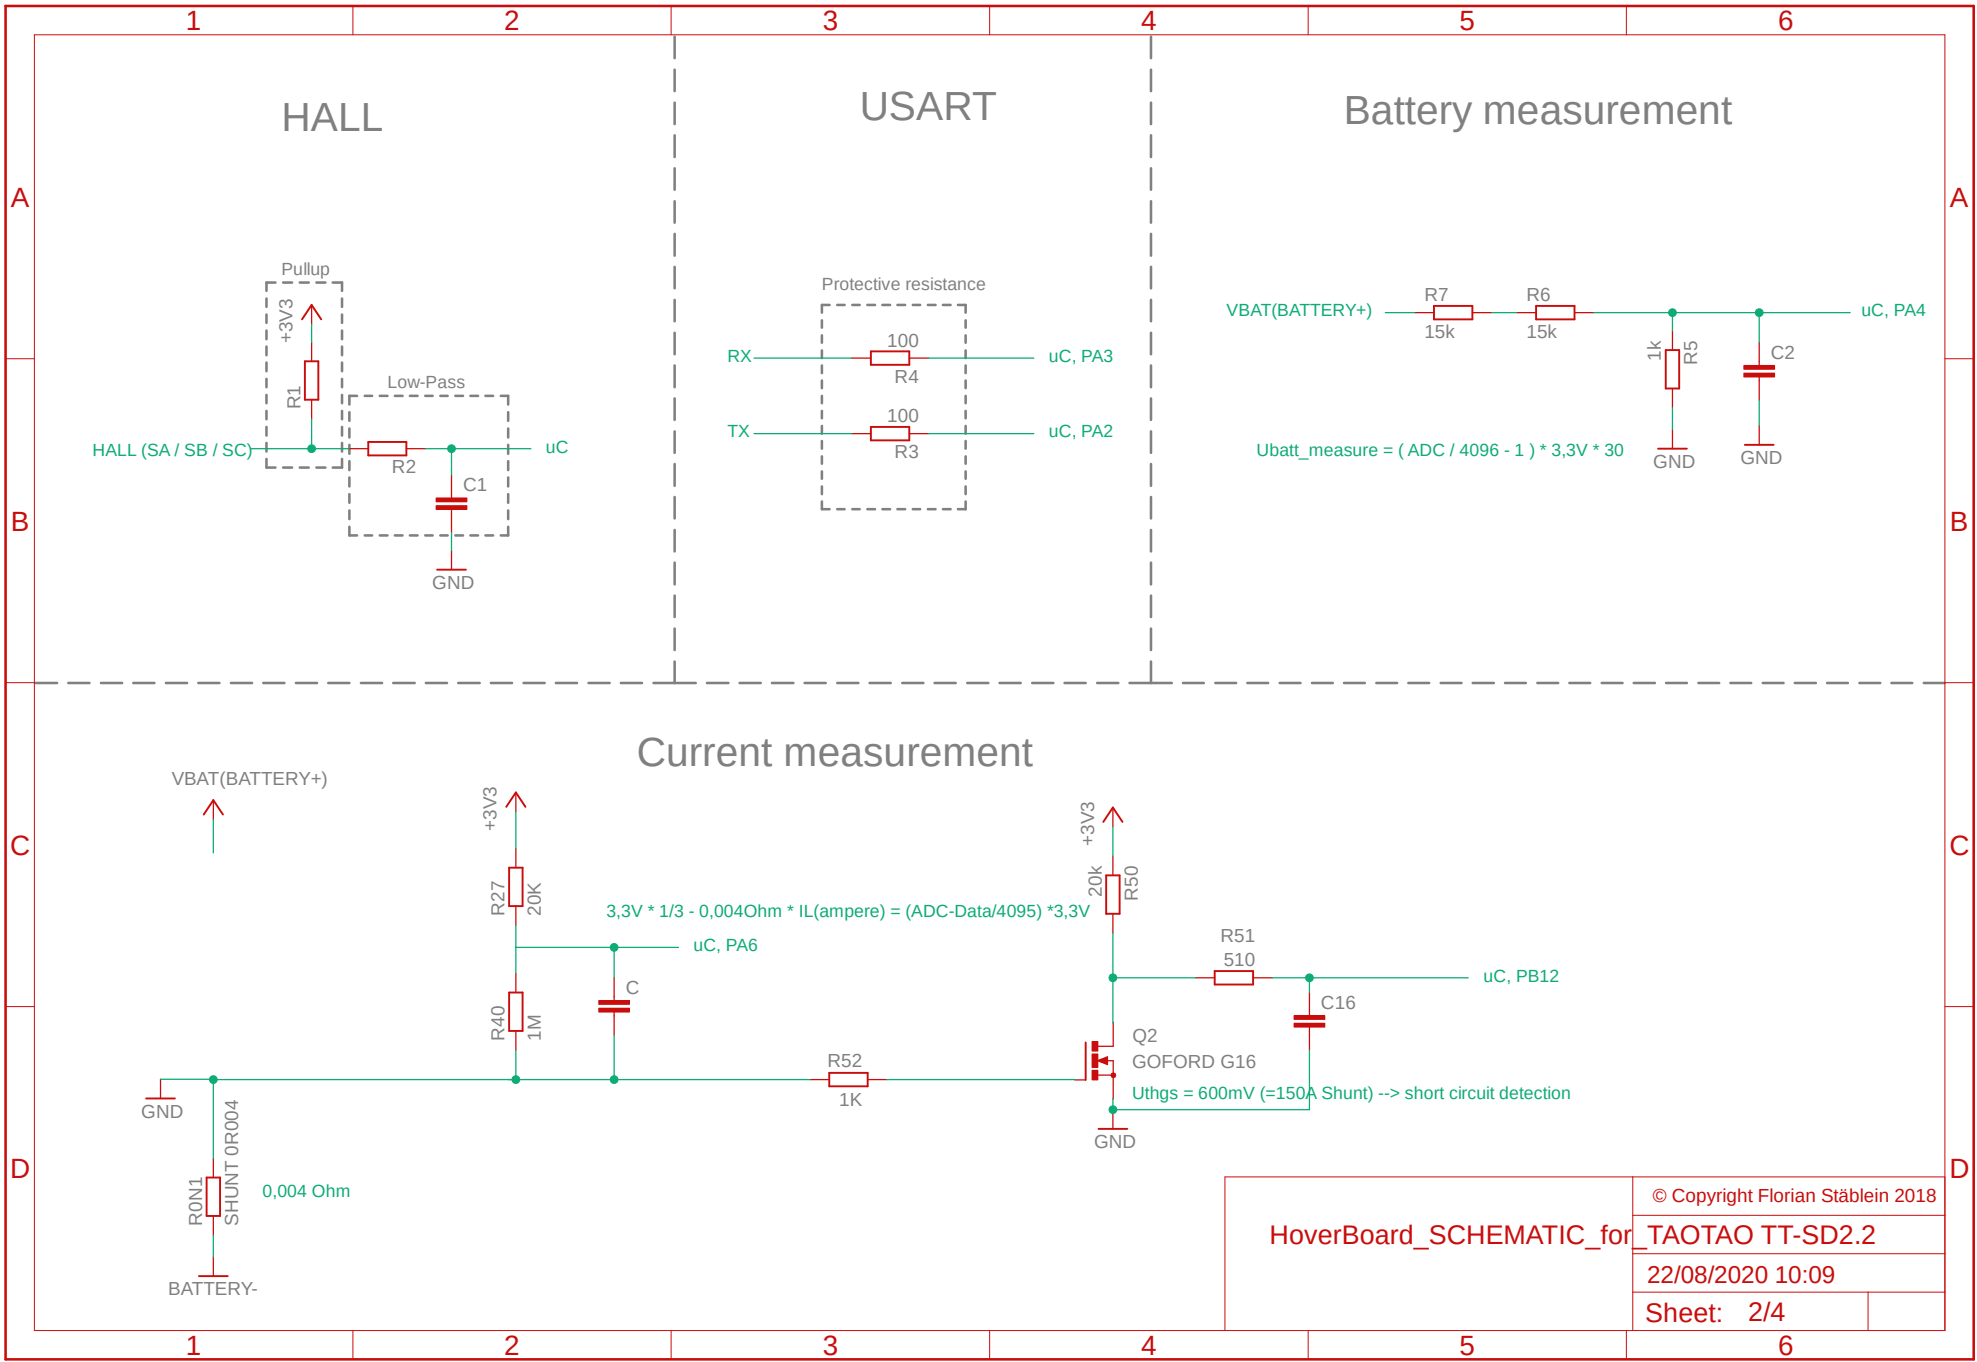 1 2 3 4 5 6
A A
B B
C C
D D
HALL
Pullup
+3V3
R1
Low-Pass
HALL (SA / SB / SC)
R2
uC
C1
GND
USART
Protective resistance
100
RX
uC, PA3
R4
100
TX
uC, PA2
R3
Battery measurement
VBAT(BATTERY+)
R7
15k
R6
15k
uC, PA4
1k
R5
C2
GND
GND
Ubatt_measure = ( ADC / 4096 - 1 ) * 3,3V * 30
Current measurement
VBAT(BATTERY+)
+3V3
R27
20K
3,3V * 1/3 - 0,004Ohm * IL(ampere) = (ADC-Data/4095) *3,3V
uC, PA6
R40
1M
C
GND
R0N1
SHUNT 0R004
0,004 Ohm
BATTERY-
R52
1K
+3V3
20k
R50
R51
510
uC, PB12
C16
Q2
GOFORD G16
Uthgs = 600mV (=150A Shunt) --> short circuit detection
GND
© Copyright Florian Stäblein 2018
HoverBoard_SCHEMATIC_for_TAOTAO TT-SD2.2
22/08/2020 10:09
Sheet: 2/4
1 2 3 4 5 6